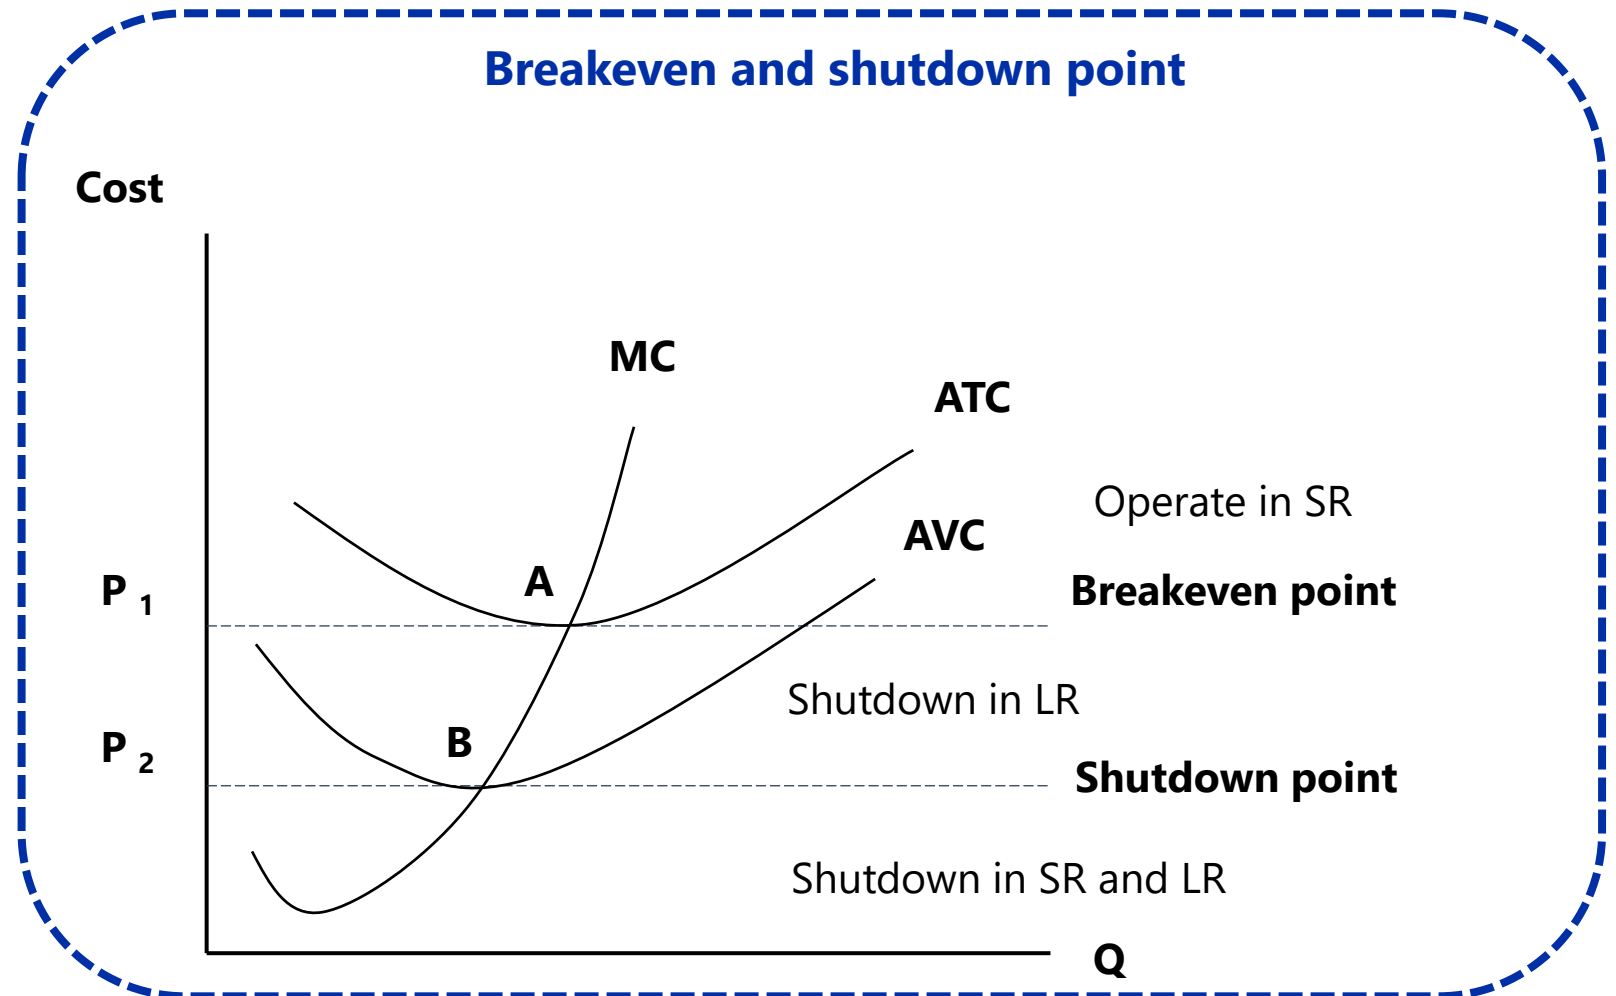 Breakeven and shutdown point
Cost
MC
ATC
Operate in SR
AVC
A
P 1
Breakeven point
Shutdown in LR
B
P 2
Shutdown point
Shutdown in SR and LR
Q